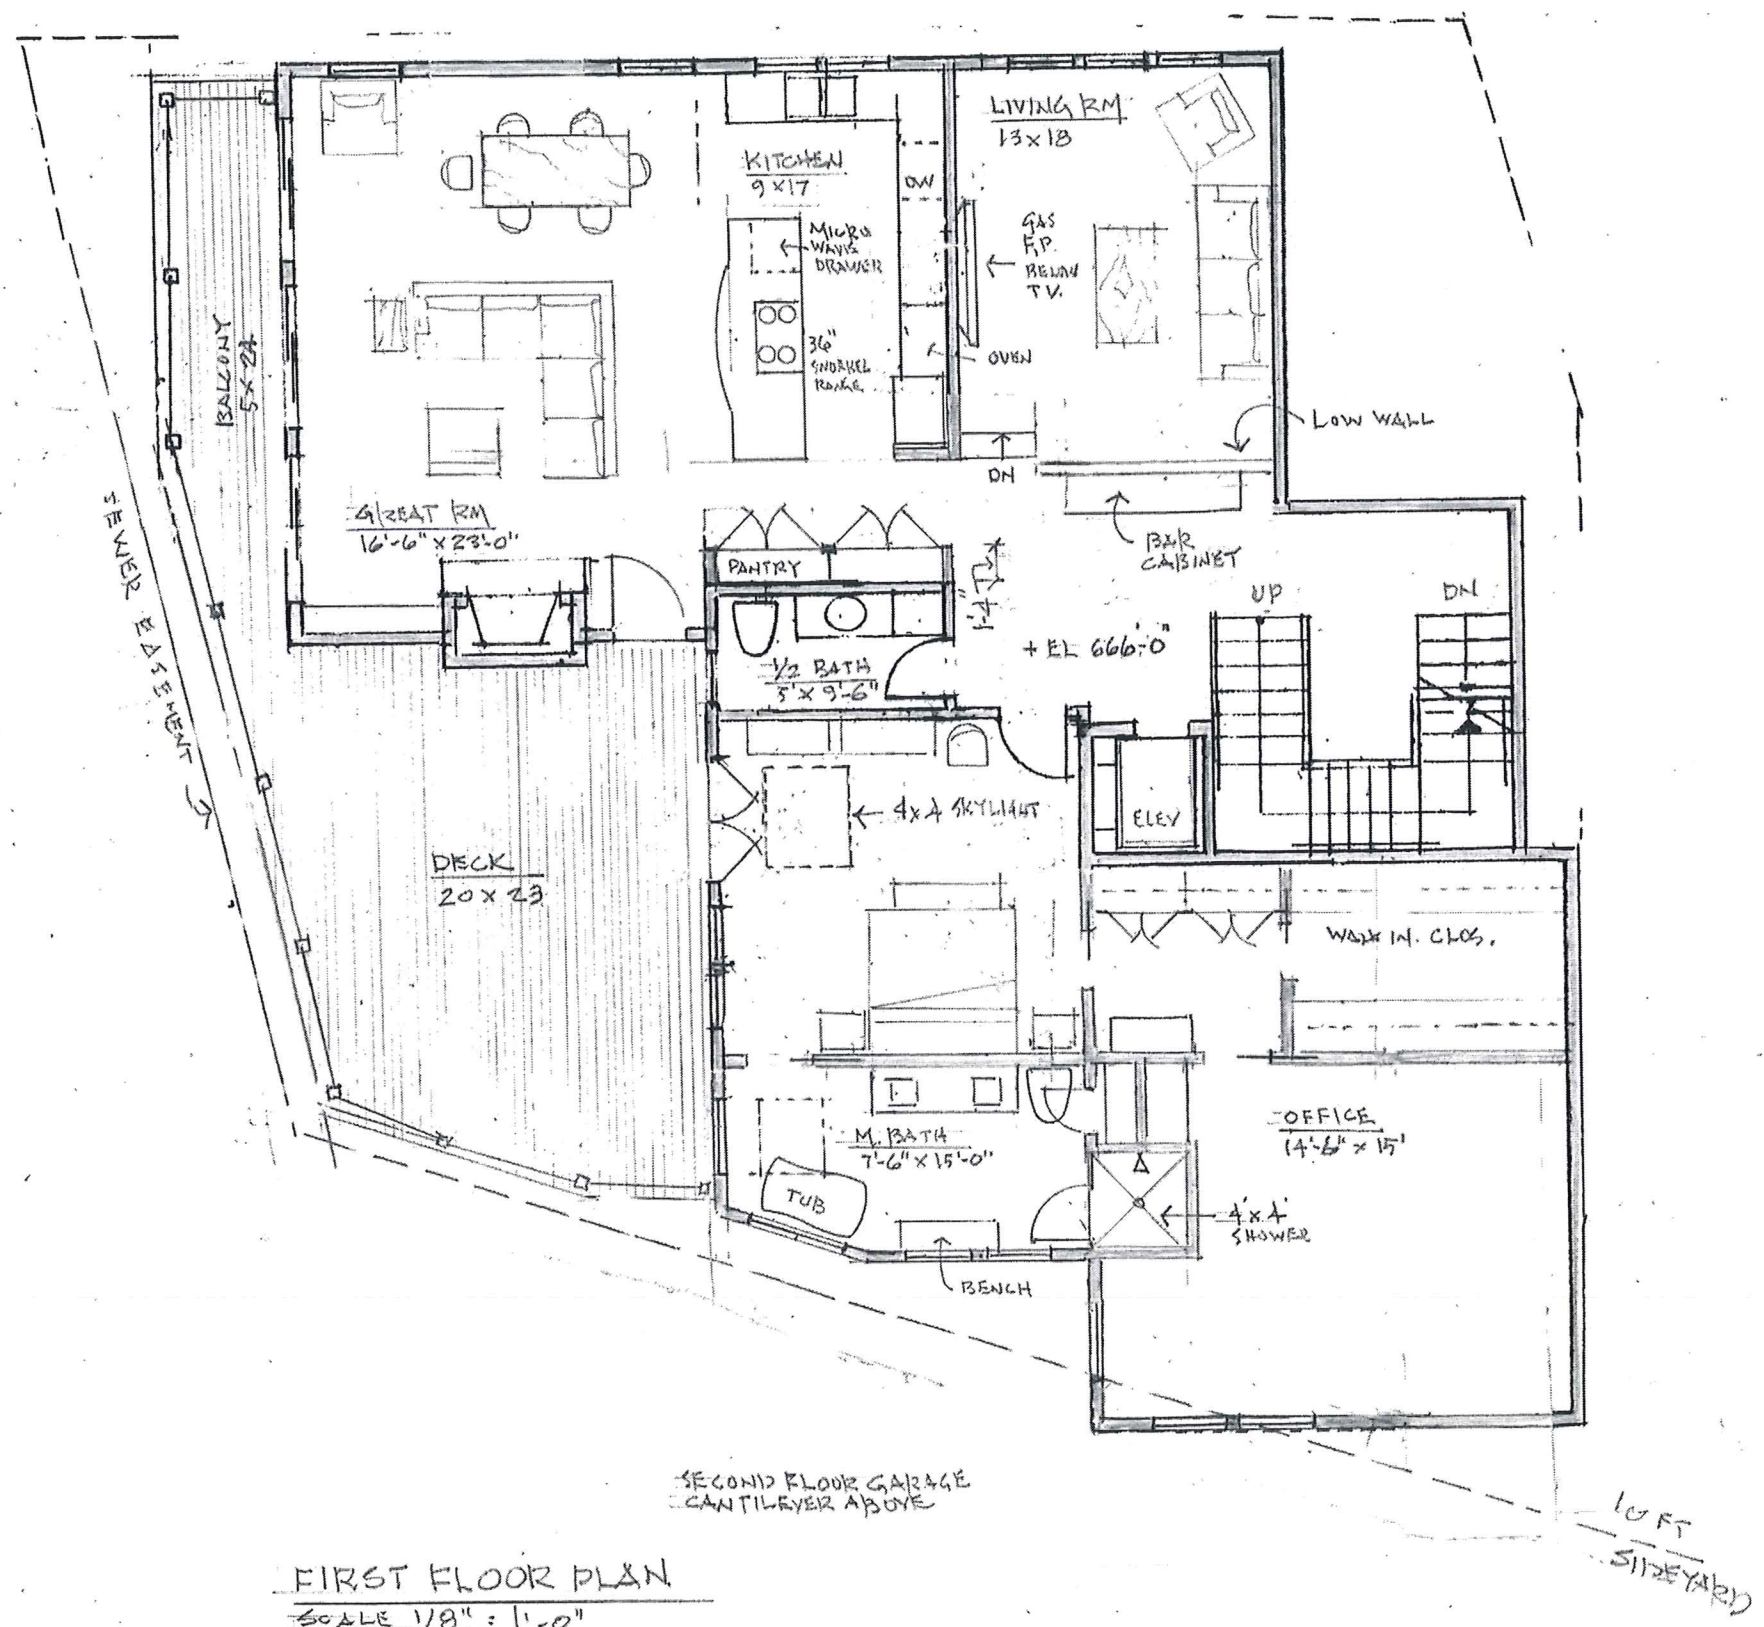 LIVING RM
13 x 18
KITCHEN
9 x 17
DW
MICRO
WAVE
DRAWER
GAS
F.P.
BELOW
T.V.
36"
SNORKEL
RANGE
OVEN
LOW WALL
DN
BALCONY
5 x 24
GREAT RM
16'-6" x 23'-0"
BAR
CABINET
PANTRY
SEWER EASEMENT
UP
DN
+ EL 666'-0"
1/2 BATH
5' x 9'-6"
4 x 4 SKYLIGHT
ELEV
DECK
20 x 23
WALK IN. CLOS.
OFFICE
14'-6" x 15'
M. BATH
7'-6" x 15'-0"
TUB
4' x 4'
SHOWER
BENCH
SECOND FLOOR GARAGE
CANTILEVER ABOVE
10 FT
SIDEYARD
FIRST FLOOR PLAN
SCALE 1/8" : 1'-0"